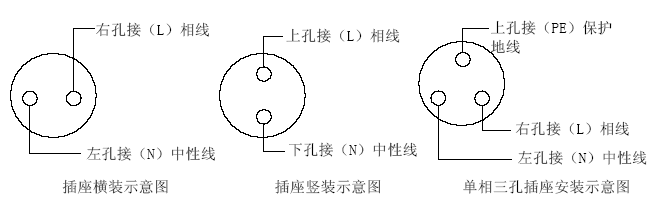 右孔接（L）相线
左孔接（N）中性线
插座横装示意图
上孔接（L）相线
下孔接（N）中性线
插座竖装示意图
上孔接（PE）保护
地线
右孔接（L）相线
左孔接（N）中性线
单相三孔插座安装示意图